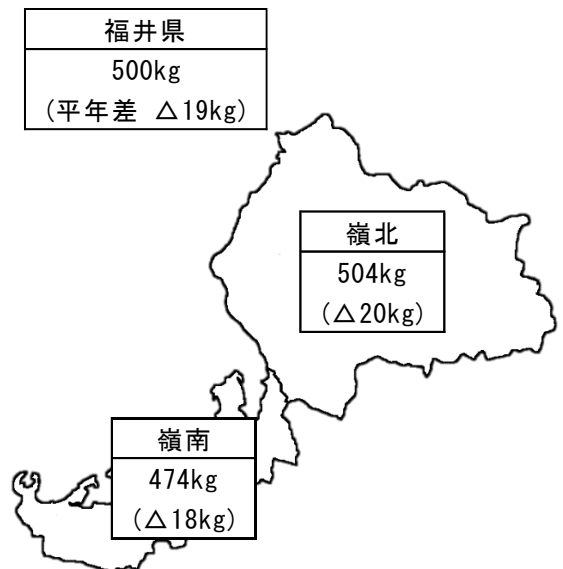 福井県
500kg
(平年差 △19kg)
嶺北
504kg
(△20kg)
嶺南
474kg
(△18kg)